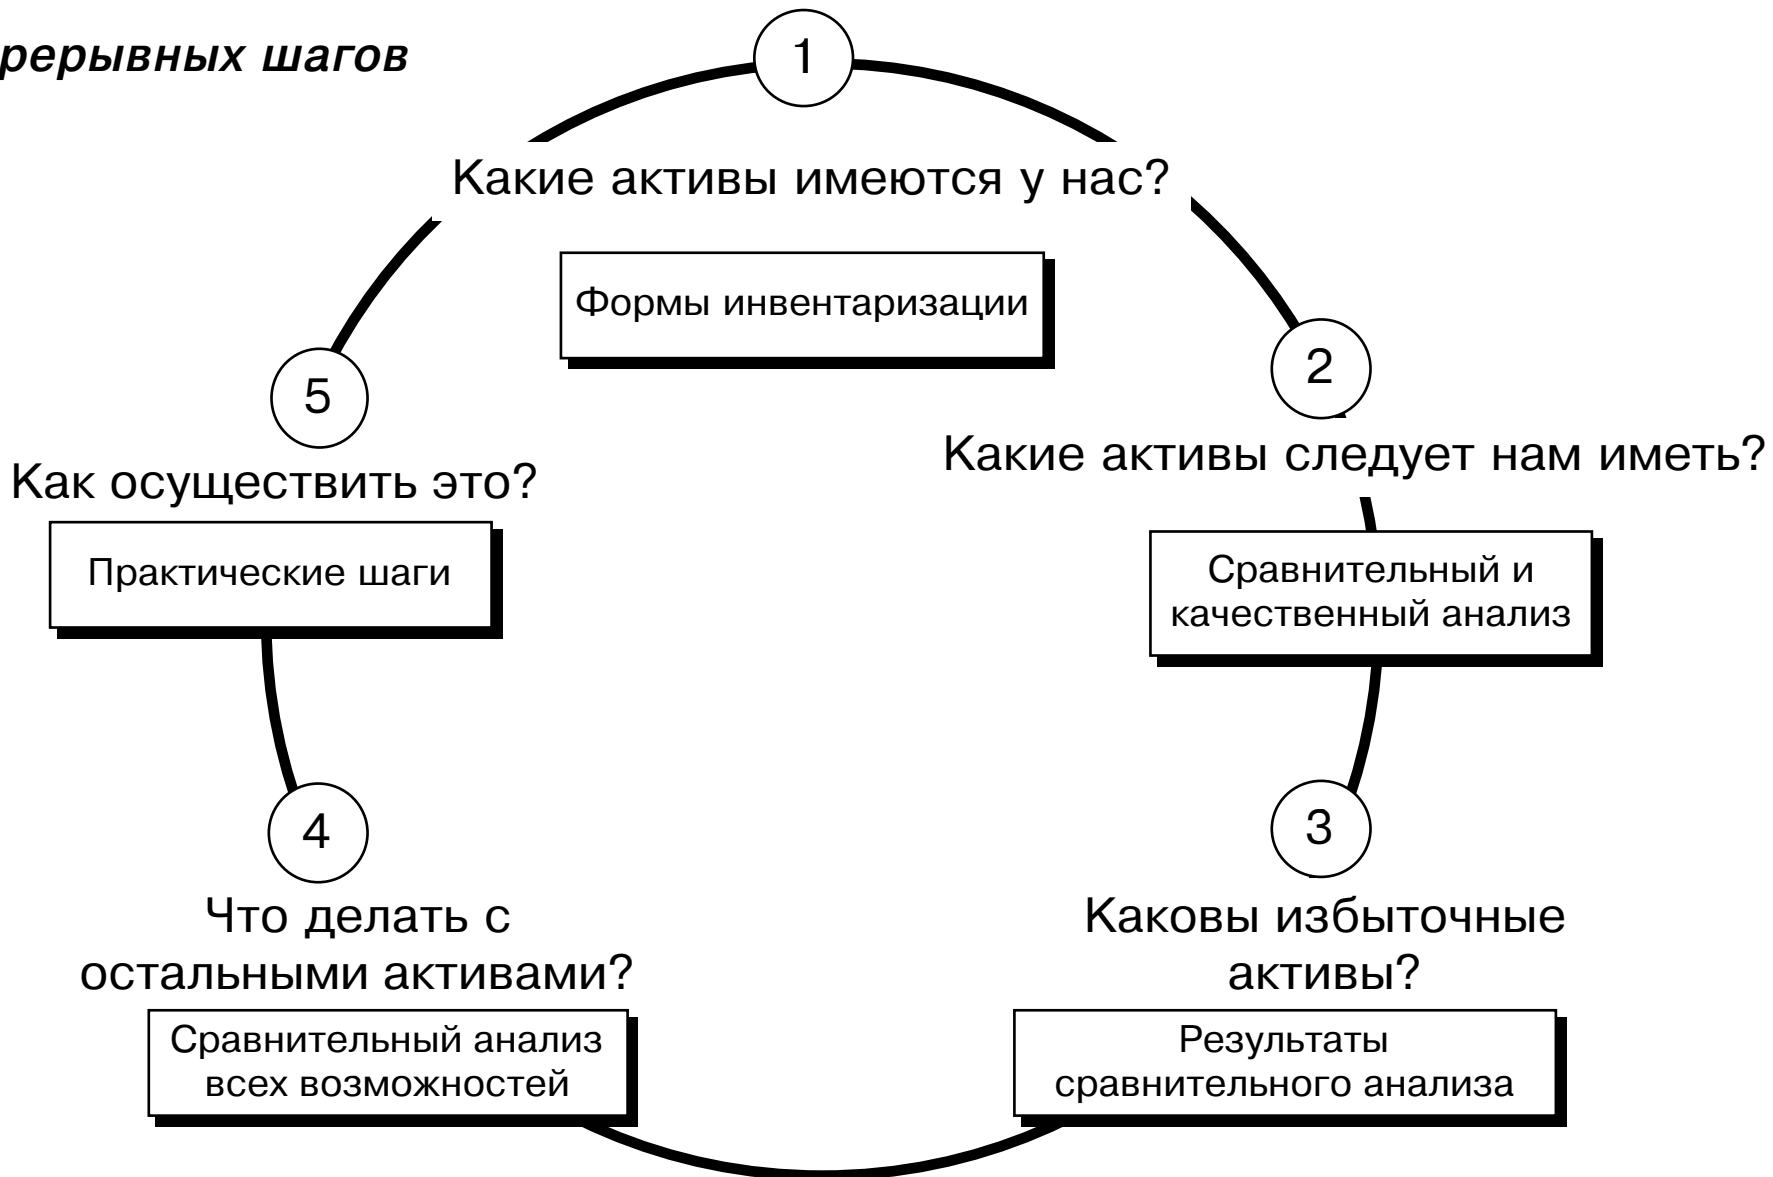 рерывных шагов
1
Какие активы имеются у нас?
Формы инвентаризации
2
Какие активы следует нам иметь?
Сравнительный и
качественный анализ
3
Каковы избыточные
активы?
Результаты
сравнительного анализа
4
Что делать с
остальными активами?
Сравнительный анализ
всех возможностей
5
Как осуществить это?
Практические шаги